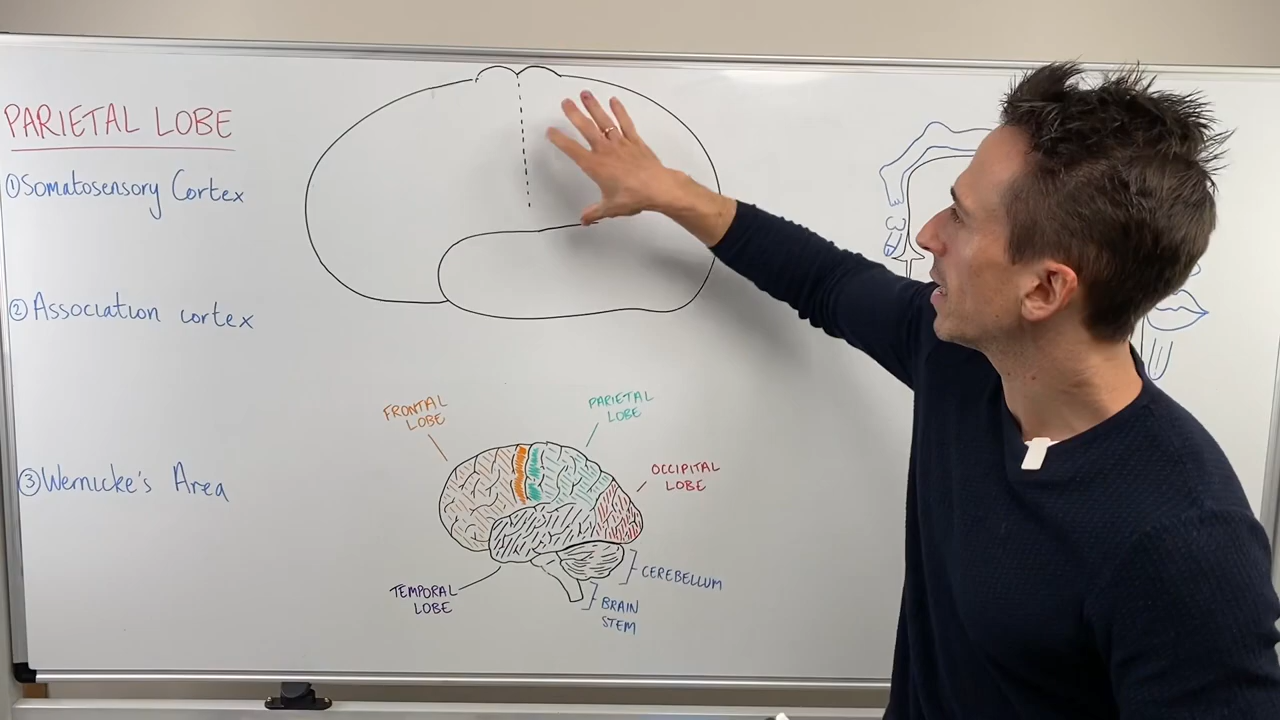 PARIETAL LOBE
①Somatosensory Cortex
②Association cortex
③Wernicke's Area
FRONTAL
LOBE
PARIETAL
LOBE
OCCIPITAL
LOBE
TEMPORAL
LOBE
CEREBELLUM
BRAIN
STEM